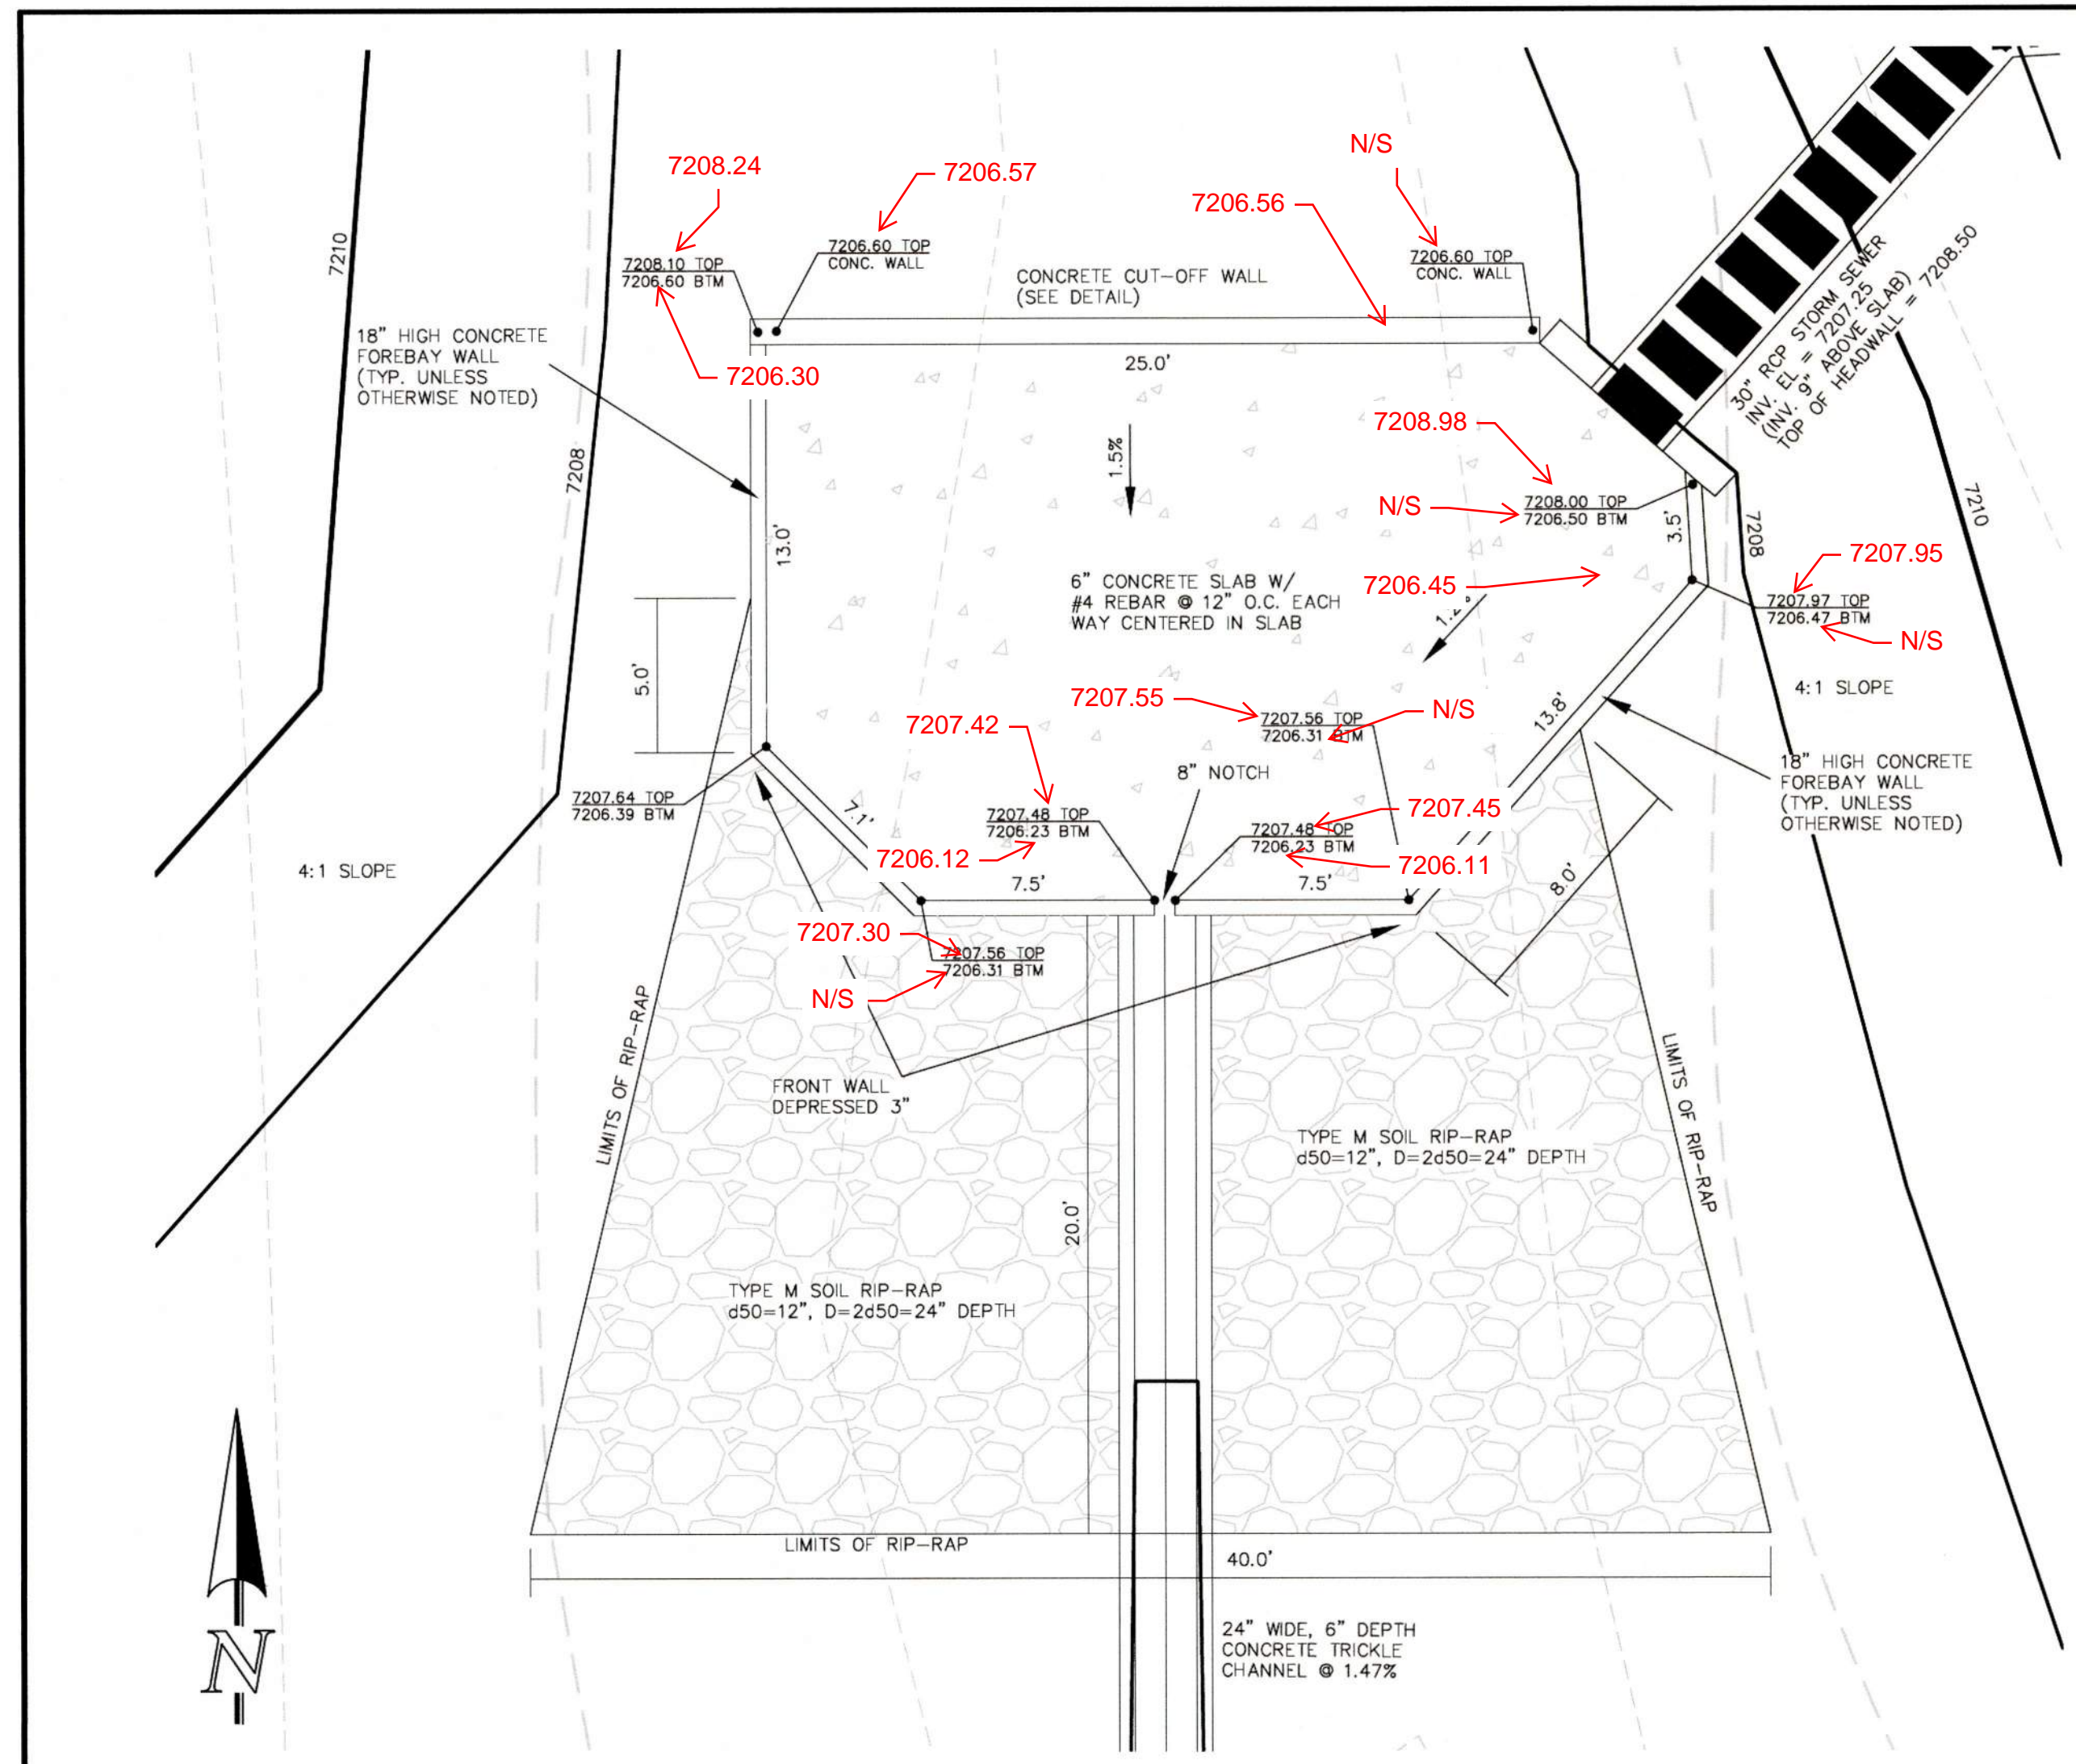 N/S
7208.24
7206.57
7206.56
7208.10 TOP
7206.60 BTM
7206.60 TOP
CONC. WALL
7206.60 TOP
CONC. WALL
CONCRETE CUT-OFF WALL
(SEE DETAIL)
7210
18" HIGH CONCRETE
FOREBAY WALL
(TYP. UNLESS
OTHERWISE NOTED)
7206.30
25.0'
30" RCP STORM SEWER
INV. EL = 7207.25
(INV. 9" ABOVE SLAB)
TOP OF HEADWALL = 7208.50
7208.98
1.5%
7208
N/S
7208.00 TOP
7206.50 BTM
7210
13.0'
3.5'
7208
7207.95
6" CONCRETE SLAB W/
#4 REBAR @ 12" O.C. EACH
WAY CENTERED IN SLAB
7206.45
7207.97 TOP
7206.47 BTM
N/S
5.0'
4:1 SLOPE
7207.55
N/S
7207.42
7207.56 TOP
7206.31 BTM
13.8'
8" NOTCH
18" HIGH CONCRETE
FOREBAY WALL
(TYP. UNLESS
OTHERWISE NOTED)
7207.64 TOP
7206.39 BTM
7.1'
7207.48 TOP
7206.23 BTM
7207.45
7207.48 TOP
7206.23 BTM
7206.12
7206.11
4:1 SLOPE
7.5'
7.5'
8.0'
7207.30
7207.56 TOP
7206.31 BTM
N/S
LIMITS OF RIP-RAP
LIMITS OF RIP-RAP
FRONT WALL
DEPRESSED 3"
TYPE M SOIL RIP-RAP
d50=12", D=2d50=24" DEPTH
20.0'
TYPE M SOIL RIP-RAP
d50=12", D=2d50=24" DEPTH
LIMITS OF RIP-RAP
40.0'
24" WIDE, 6" DEPTH
CONCRETE TRICKLE
CHANNEL @ 1.47%
N